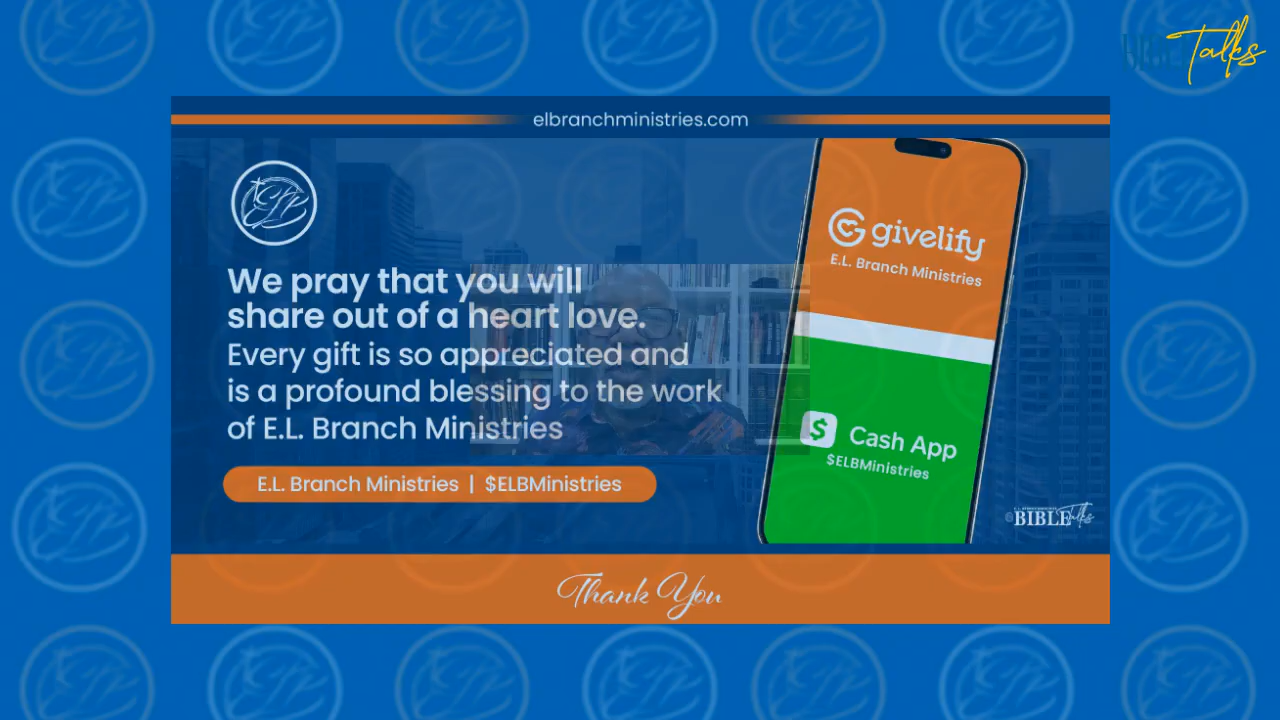 Talks
elbranchministries.com
We pray that you will
share out of a heart love.
Every gift is so appreciated and
is a profound blessing to the work
of E.L. Branch Ministries
E.L. Branch Ministries | $ELBMinistries
givelify
E.L. Branch Ministries
Cash App
$ELBMinistries
BIBLE Talks
Thank You